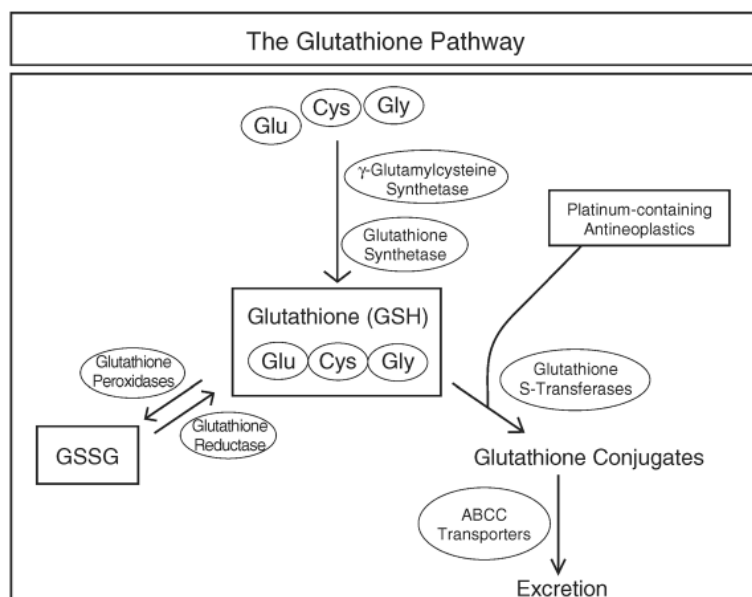 The Glutathione Pathway
Glu
Cys
Gly
γ-Glutamylcysteine
Synthetase
Glutathione
Synthetase
Platinum-containing
Antineoplastics
Glutathione (GSH)
Glu
Cys
Gly
Glutathione
Peroxidases
Glutathione
Reductase
GSSG
Glutathione
S-Transferases
Glutathione Conjugates
ABCC
Transporters
Excretion